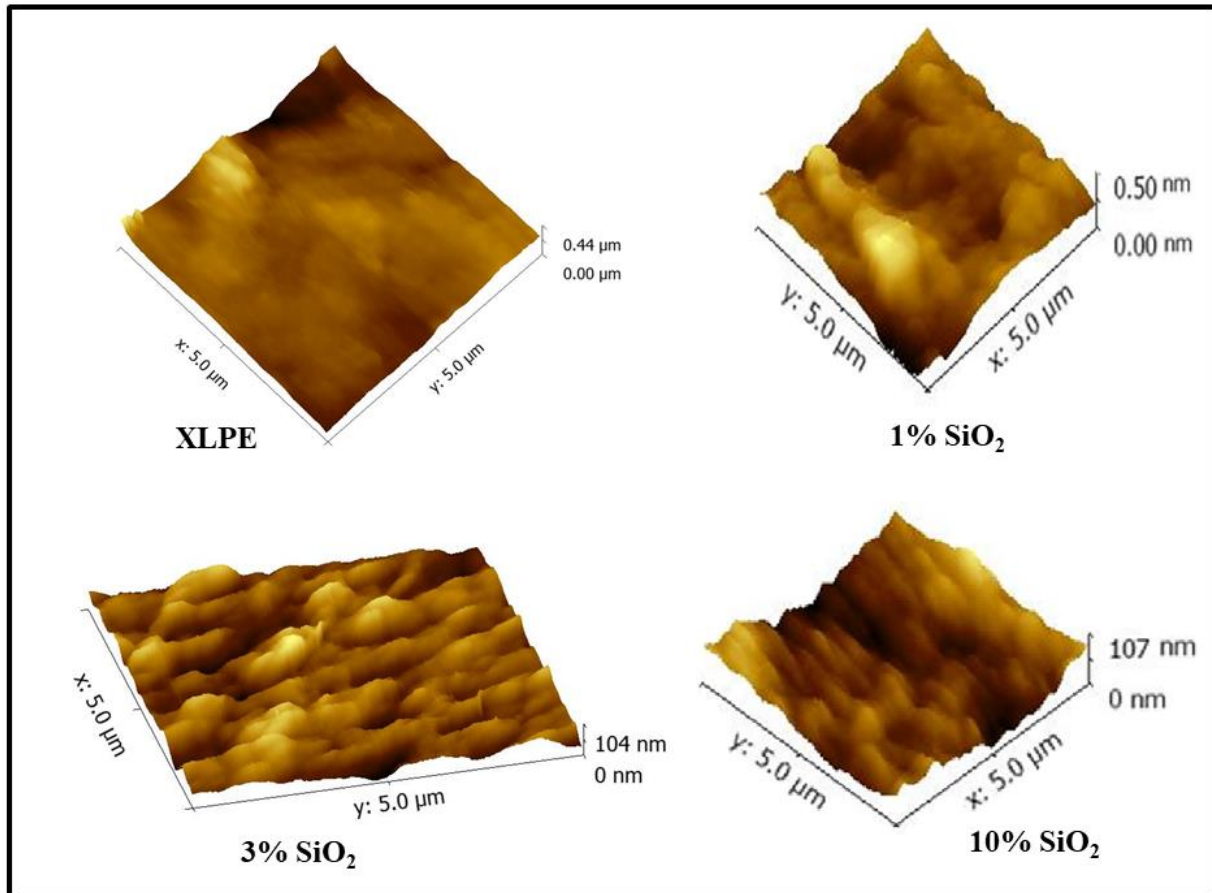 0.44 µm
0.00 µm
x: 5.0 µm
y: 5.0 µm
XLPE
0.50 nm
0.00 nm
y: 5.0 µm
x: 5.0 µm
1% SiO₂
x: 5.0 µm
104 nm
0 nm
y: 5.0 µm
3% SiO₂
107 nm
0 nm
y: 5.0 µm
x: 5.0 µm
10% SiO₂